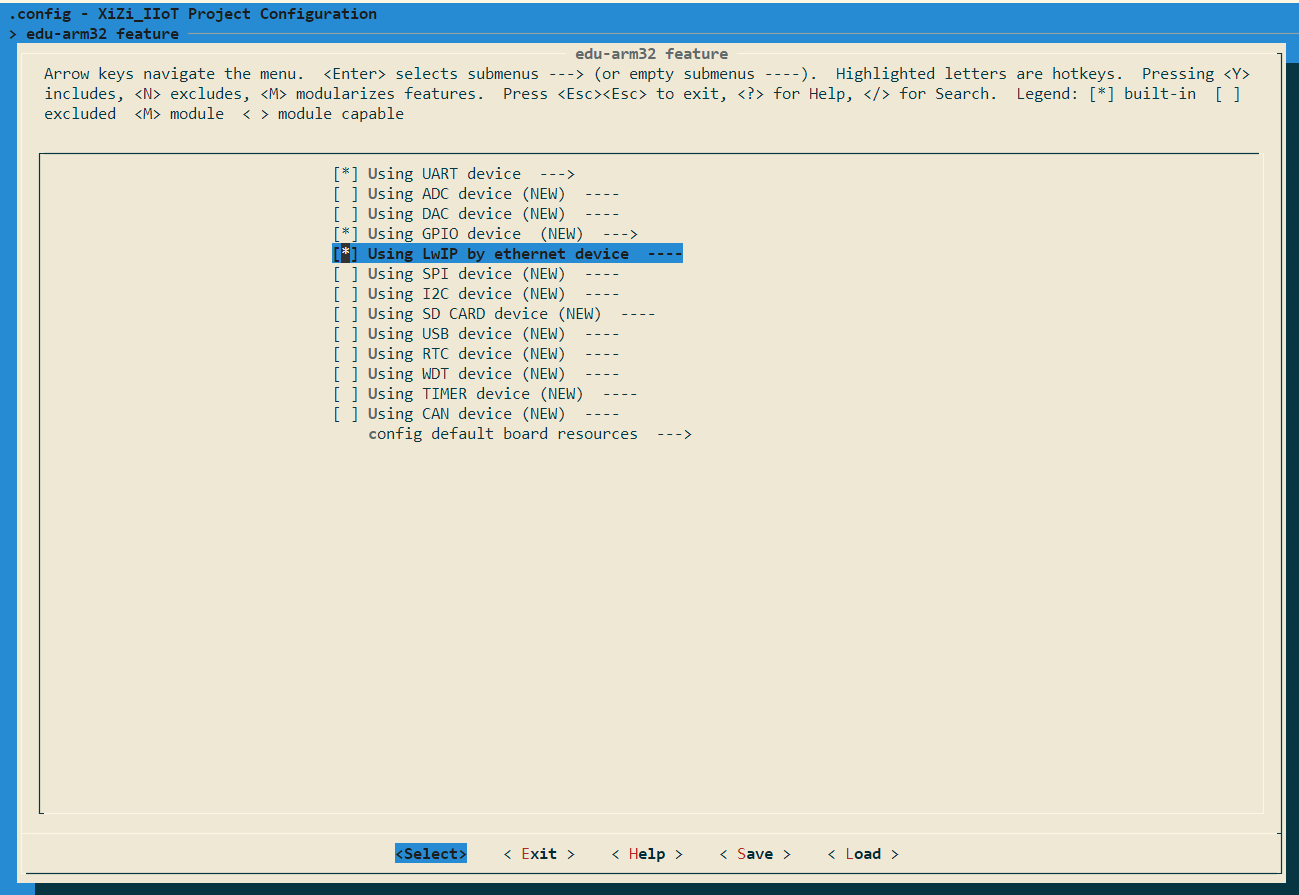 .config - XiZi_IIoT Project Configuration
> edu-arm32 feature
edu-arm32 feature
Arrow keys navigate the menu.  <Enter> selects submenus ---> (or empty submenus ----).  Highlighted letters are hotkeys.  Pressing <Y>
includes, <N> excludes, <M> modularizes features.  Press <Esc><Esc> to exit, <?> for Help, </> for Search.  Legend: [*] built-in  [ ]
excluded  <M> module  < > module capable
[*] Using UART device  --->
[ ] Using ADC device (NEW)  ----
[ ] Using DAC device (NEW)  ----
[*] Using GPIO device  (NEW)  --->
[*] Using LwIP by ethernet device  ----
[ ] Using SPI device (NEW)  ----
[ ] Using I2C device (NEW)  ----
[ ] Using SD CARD device (NEW)  ----
[ ] Using USB device (NEW)  ----
[ ] Using RTC device (NEW)  ----
[ ] Using WDT device (NEW)  ----
[ ] Using TIMER device (NEW)  ----
[ ] Using CAN device (NEW)  ----
config default board resources  --->
<Select>    < Exit >    < Help >    < Save >    < Load >